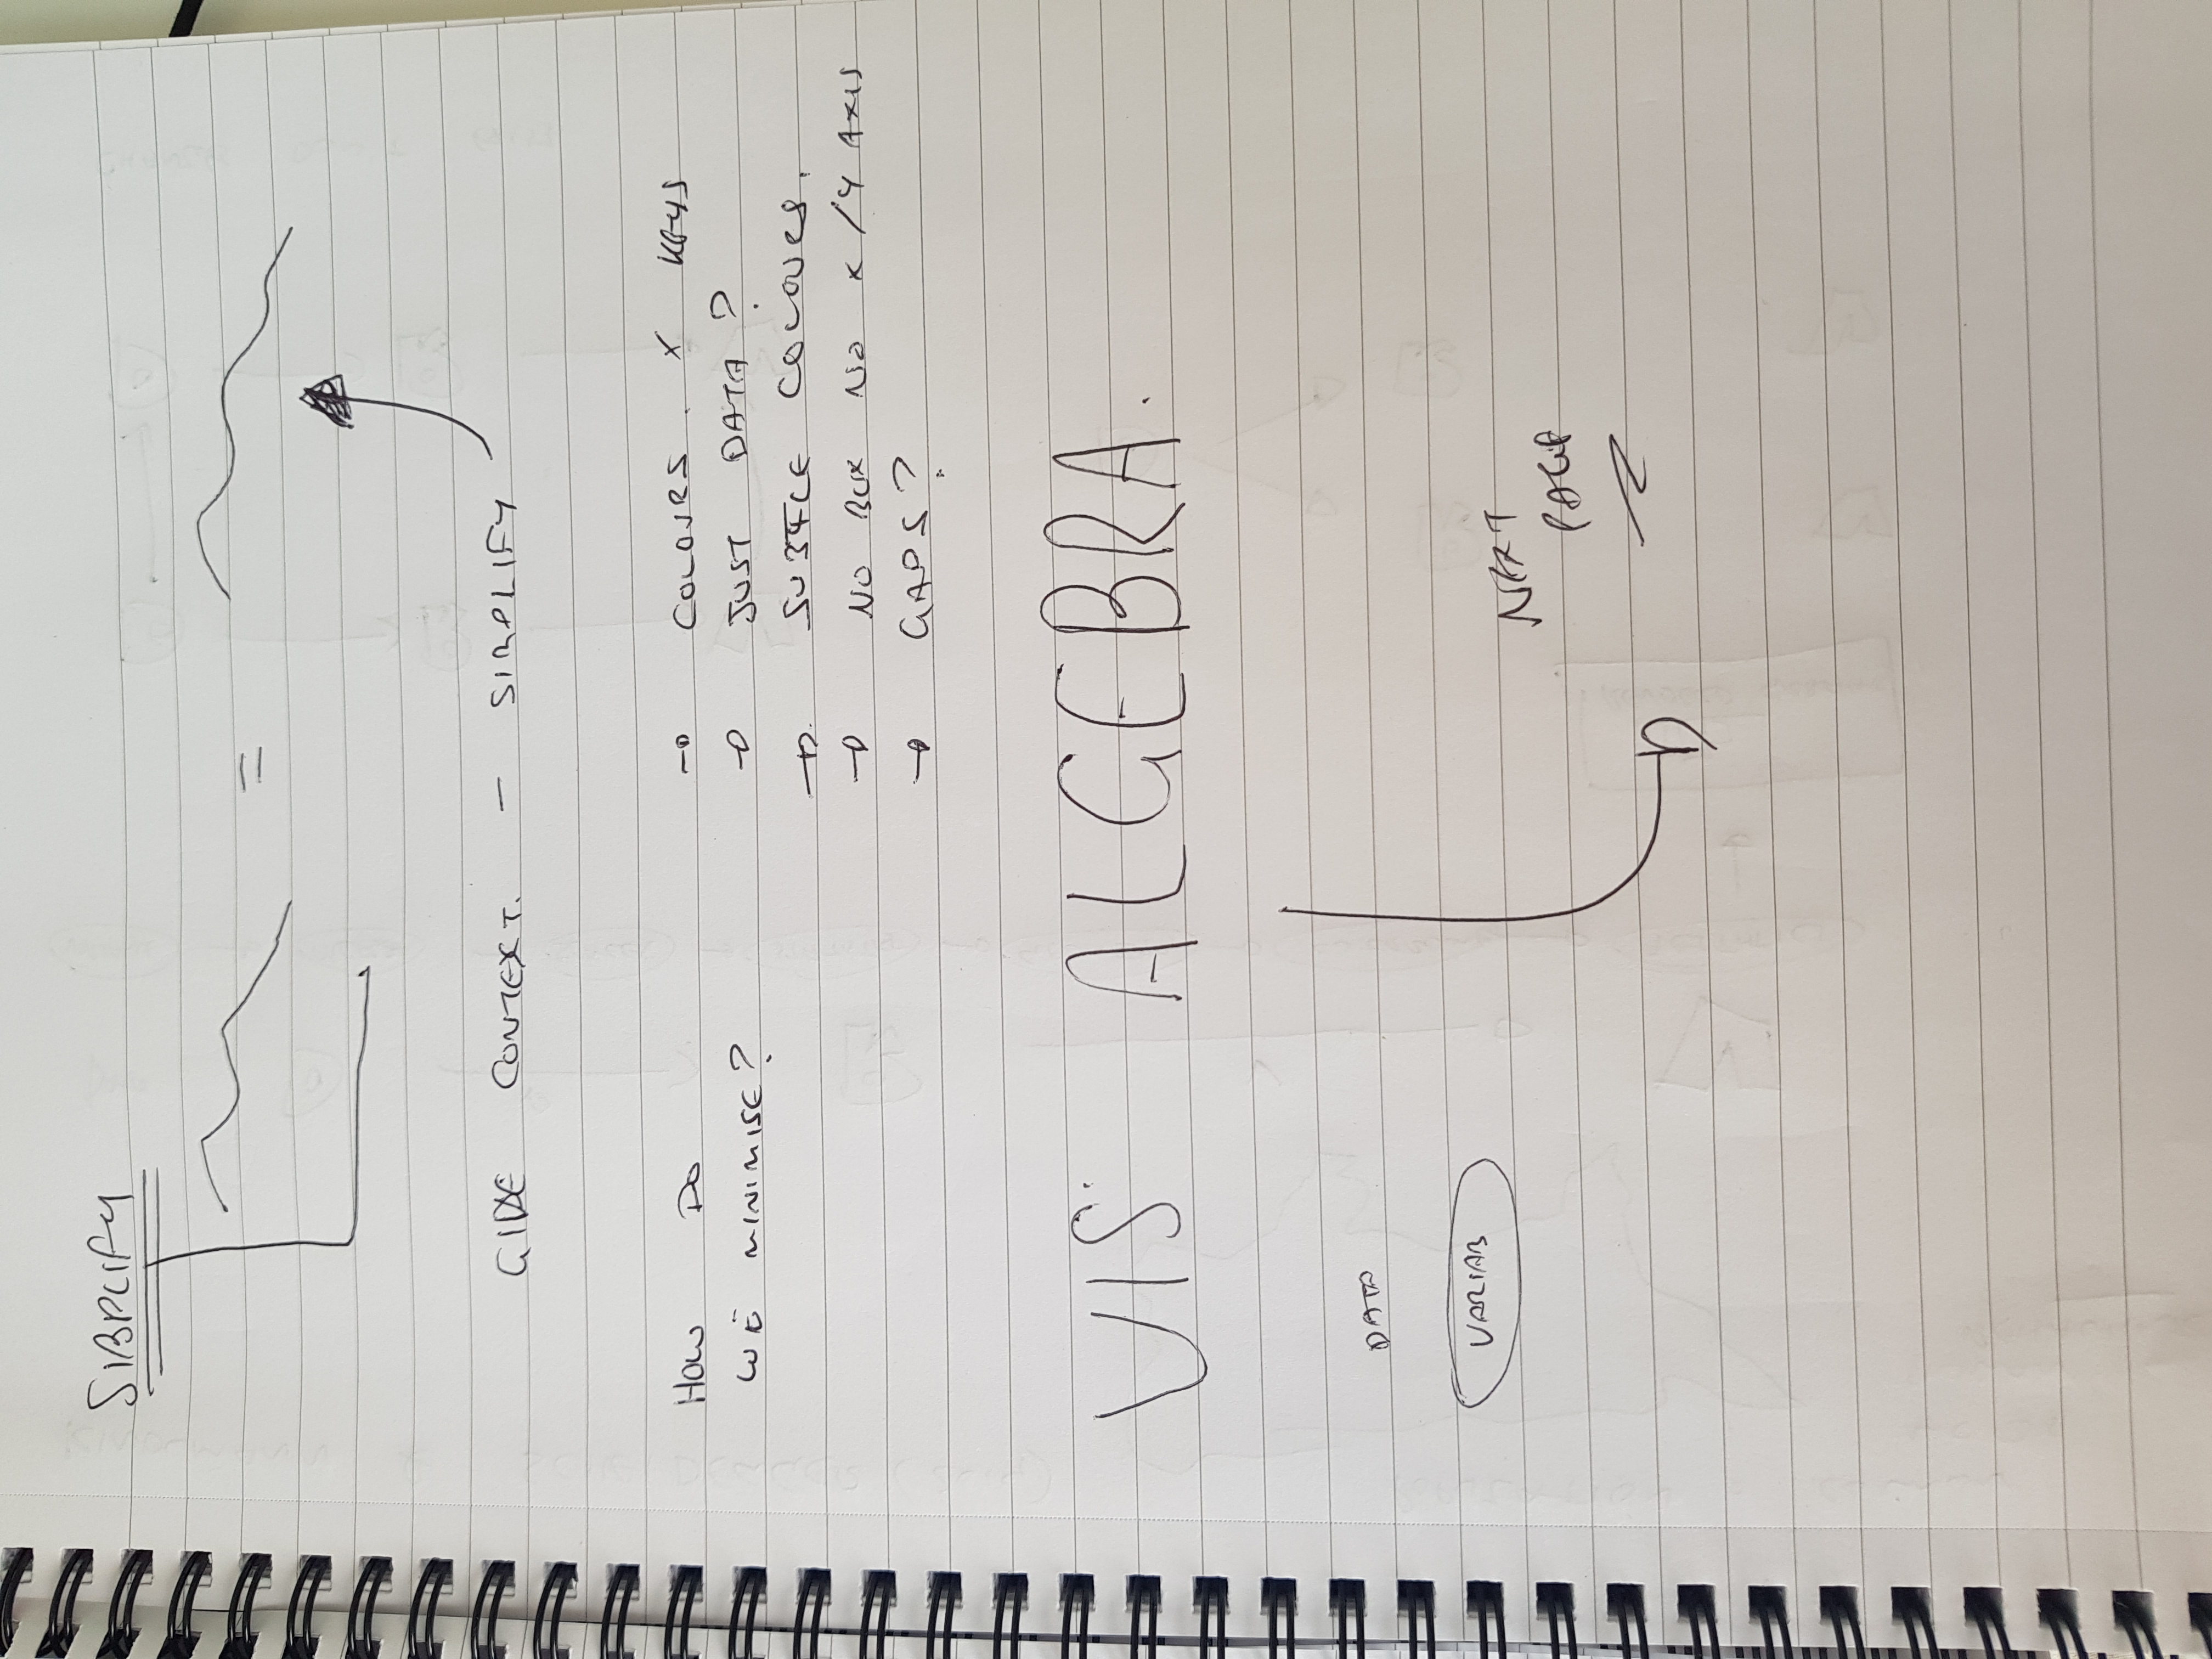 SIMPLIFY
=
GIVE CONTEXT. - SIMPLIFY
HOW DO
WE MINIMISE?
COLOURS. X KEYS
JUST DATA?
SUBTLE COLOURS.
NO BOX NO X/Y AXIS
GAPS?
VIS. ALGEBRA.
DATA
VARIAB
NEXT
PAGE